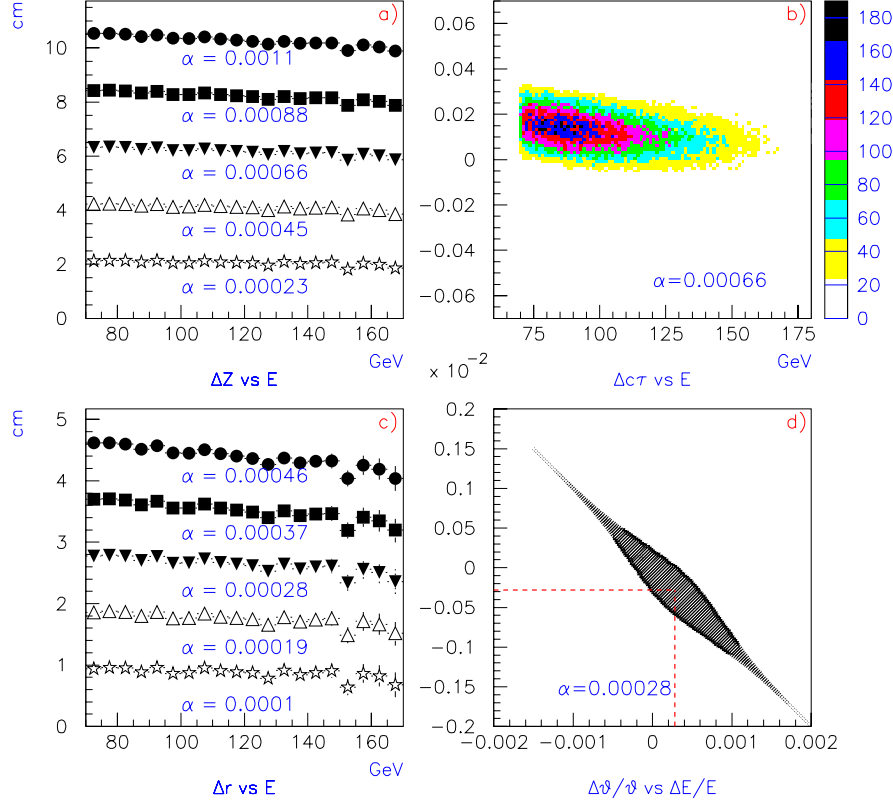 cm
a)
10
8
6
4
2
0
α = 0.0011
α = 0.00088
α = 0.00066
α = 0.00045
α = 0.00023
80 100 120 140 160
GeV
ΔZ vs E
b)
0.06
0.04
0.02
0
−0.02
−0.04
−0.06
α=0.00066
75 100 125 150 175
GeV
Δcτ vs E
180
160
140
120
100
80
60
40
20
0
cm
c)
5
4
3
2
1
0
α = 0.00046
α = 0.00037
α = 0.00028
α = 0.00019
α = 0.0001
80 100 120 140 160
GeV
Δr vs E
x 10⁻²
d)
0.2
0.15
0.1
0.05
0
−0.05
−0.1
−0.15
−0.2
α=0.00028
−0.002 −0.001 0 0.001 0.002
Δϑ/ϑ vs ΔE/E